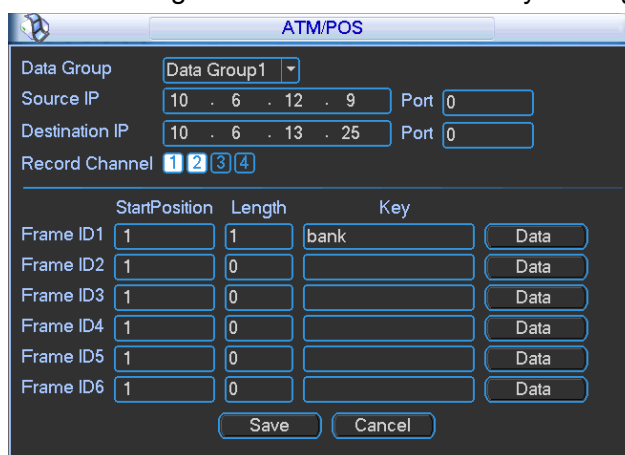 ATM/POS
Data Group Data Group1
Source IP 10 . 6 . 12 . 9 Port 0
Destination IP 10 . 6 . 13 . 25 Port 0
Record Channel 1 2 3 4
StartPosition Length Key
Frame ID1 1 1 bank Data
Frame ID2 1 0 Data
Frame ID3 1 0 Data
Frame ID4 1 0 Data
Frame ID5 1 0 Data
Frame ID6 1 0 Data
Save Cancel